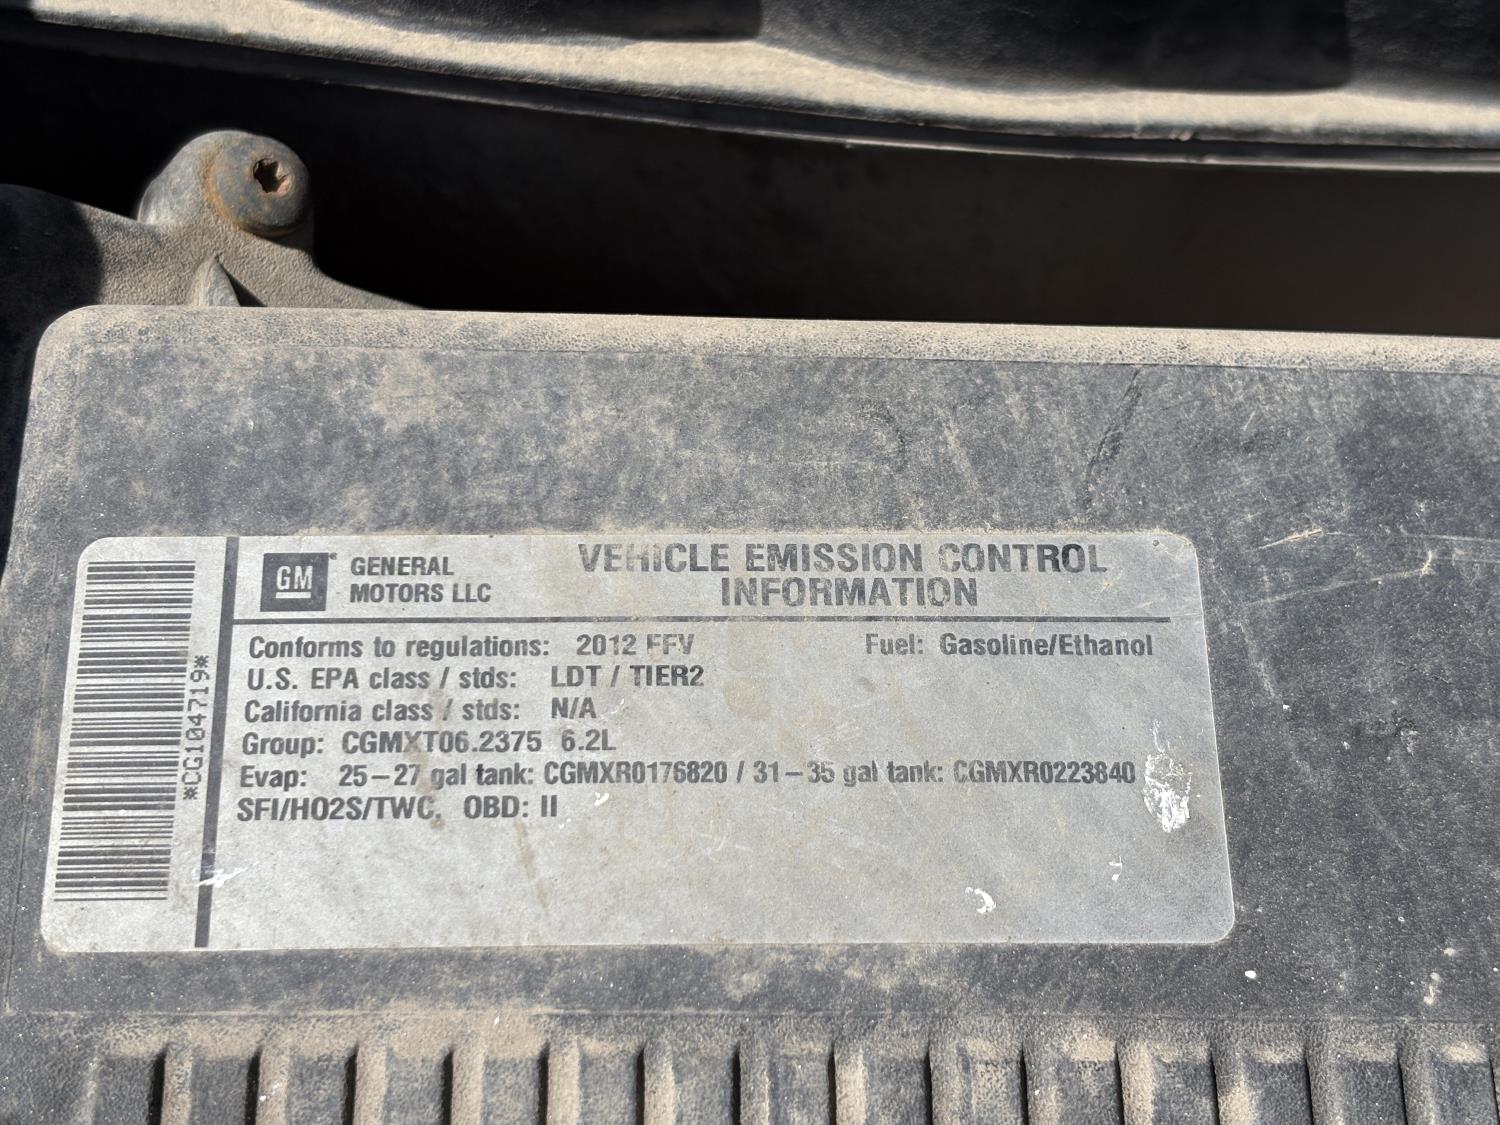 *CG104719*
GM
GENERAL
MOTORS LLC
VEHICLE EMISSION CONTROL
INFORMATION
Conforms to regulations: 2012 FFV Fuel: Gasoline/Ethanol
U.S. EPA class / stds: LDT / TIER2
California class / stds: N/A
Group: CGMXT06.2375 6.2L
Evap: 25-27 gal tank: CGMXR0176820 / 31-35 gal tank: CGMXR0223840
SFI/HO2S/TWC, OBD: II